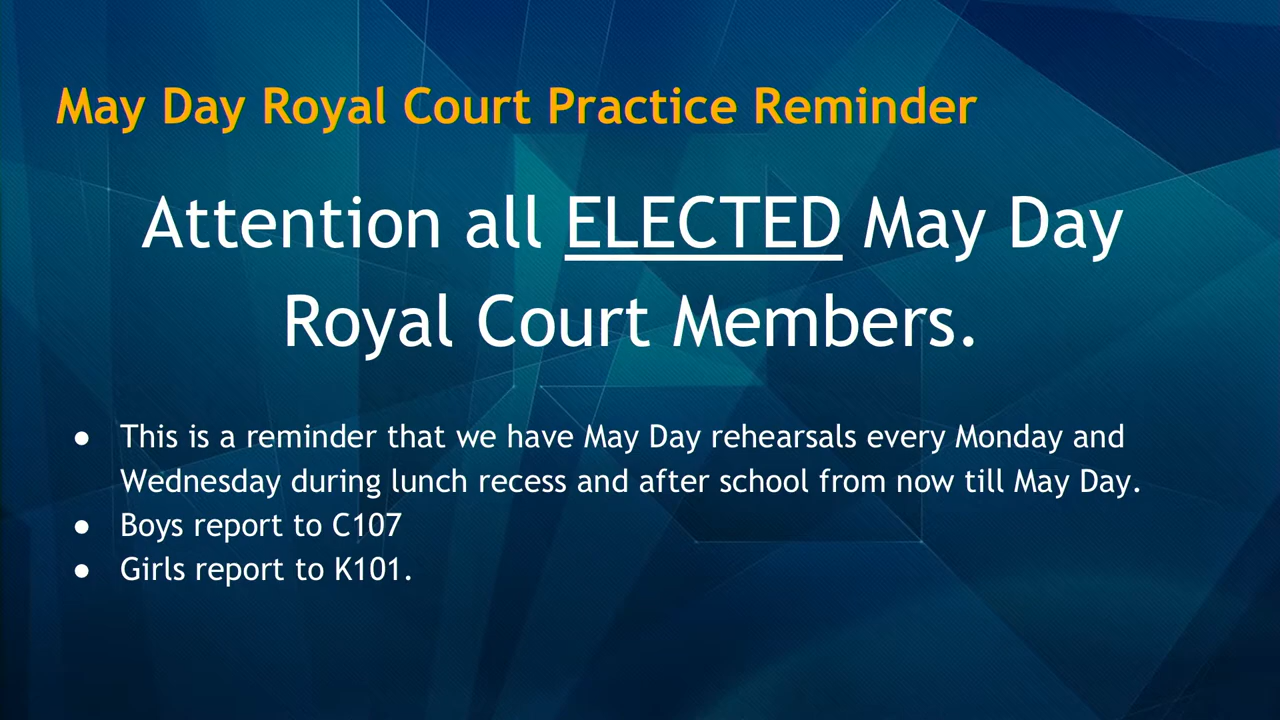 May Day Royal Court Practice Reminder
Attention all ELECTED May Day
Royal Court Members.
● This is a reminder that we have May Day rehearsals every Monday and
Wednesday during lunch recess and after school from now till May Day.
● Boys report to C107
● Girls report to K101.